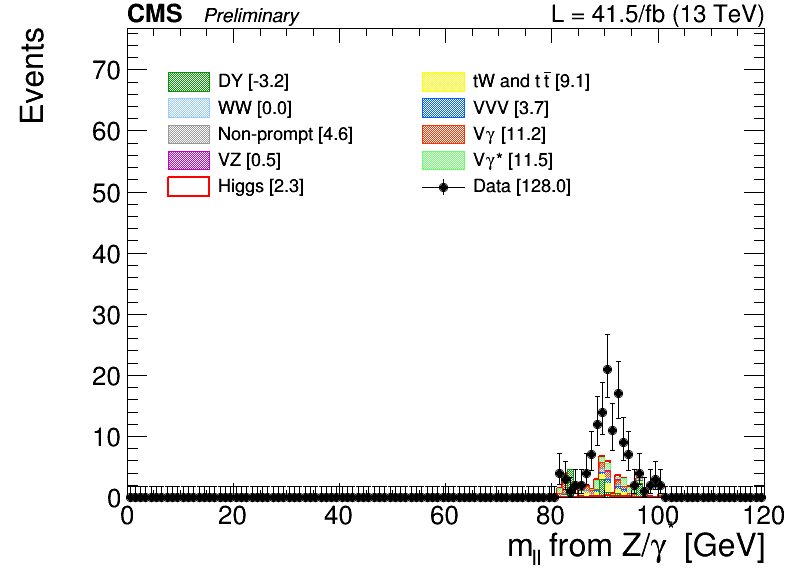 CMS Preliminary L = 41.5/fb (13 TeV)
Events
70
60
50
40
30
20
10
0
DY [-3.2]
WW [0.0]
Non-prompt [4.6]
VZ [0.5]
Higgs [2.3]
tW and tt̅ [9.1]
VVV [3.7]
Vγ [11.2]
Vγ* [11.5]
Data [128.0]
0 20 40 60 80 100 120
m_ll from Z/γ* [GeV]